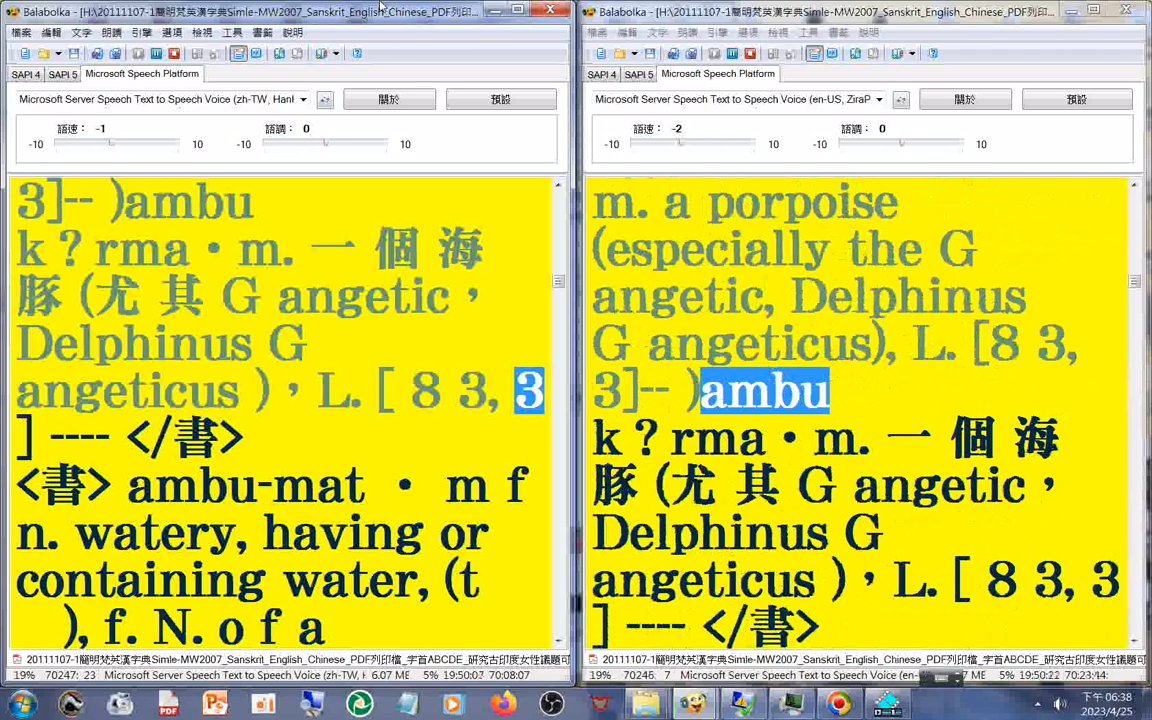 Balabolka - [H:\20111107-1簡明梵英漢字典Simle-MW2007_Sanskrit_English_Chinese_PDF列印...
檔案 編輯 文字 朗讀 引擎 選項 檢視 工具 書籤 說明
SAPI 4 SAPI 5 Microsoft Speech Platform
Microsoft Server Speech Text to Speech Voice (zh-TW, Hanl
關於 預設
語速： -1 語調： 0
-10 10 -10 10
3]-- )ambu
k？rma‧m. 一 個 海
豚 (尤 其 G angetic，
Delphinus G
angeticus )，L. [ 8 3, 3
] ---- </書>
<書> ambu-mat ‧ m f
n. watery, having or
containing water, (t
), f. N. o f a
20111107-1簡明梵英漢字典Simle-MW2007_Sanskrit_English_Chinese_PDF列印檔_字首ABCDE_研究古印度女性議題可
19% 70247: 23 Microsoft Server Speech Text to Speech Voice (zh-TW, H 6.07 ME 5% 19:50:07 70:08:07
Balabolka - [H:\20111107-1簡明梵英漢字典Simle-MW2007_Sanskrit_English_Chinese_PDF列印...
檔案 編輯 文字 朗讀 引擎 選項 檢視 工具 書籤 說明
SAPI 4 SAPI 5 Microsoft Speech Platform
Microsoft Server Speech Text to Speech Voice (en-US, ZiraP
關於 預設
語速： -2 語調： 0
-10 10 -10 10
m. a porpoise
(especially the G
angetic, Delphinus
G angeticus), L. [8 3,
3]-- )ambu
k？rma‧m. 一 個 海
豚 (尤 其 G angetic，
Delphinus G
angeticus )，L. [ 8 3, 3
] ---- </書>
20111107-1簡明梵英漢字典Simle-MW2007_Sanskrit_English_Chinese_PDF列印檔_字首ABCDE_研究古印度女性議題可
19% 70246: 7 Microsoft Server Speech Text to Speech Voice 5% 19:50:22 70:23:44
下午 06:38
2023/4/25